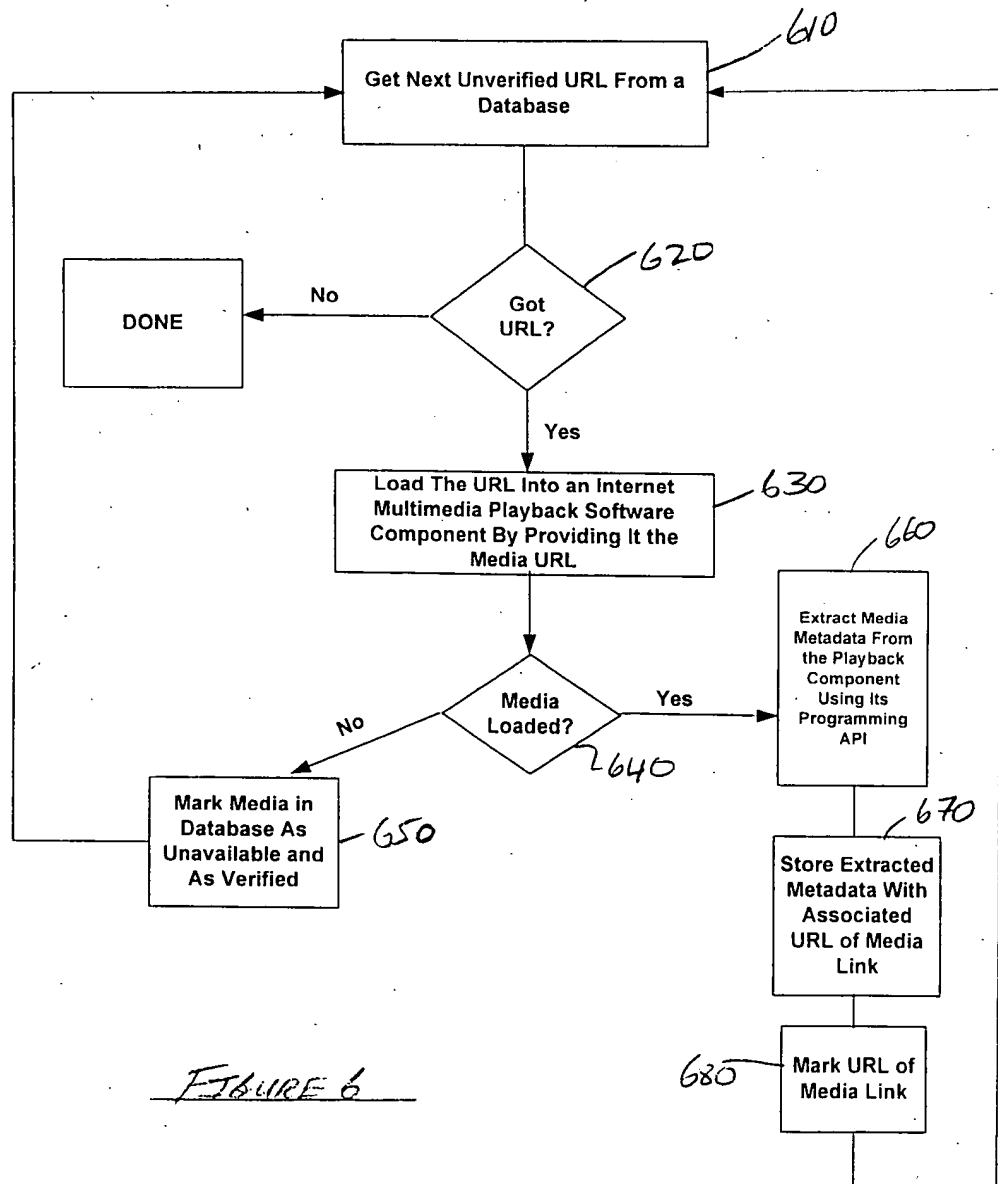 610
Get Next Unverified URL From a
Database
620
Got
URL?
No
DONE
Yes
630
Load The URL Into an Internet
Multimedia Playback Software
Component By Providing It the
Media URL
660
Extract Media
Metadata From
the Playback
Component
Using Its
Programming
API
Media
Loaded?
Yes
No
640
Mark Media in
Database As
Unavailable and
As Verified
650
670
Store Extracted
Metadata With
Associated
URL of Media
Link
680
Mark URL of
Media Link
FIGURE 6